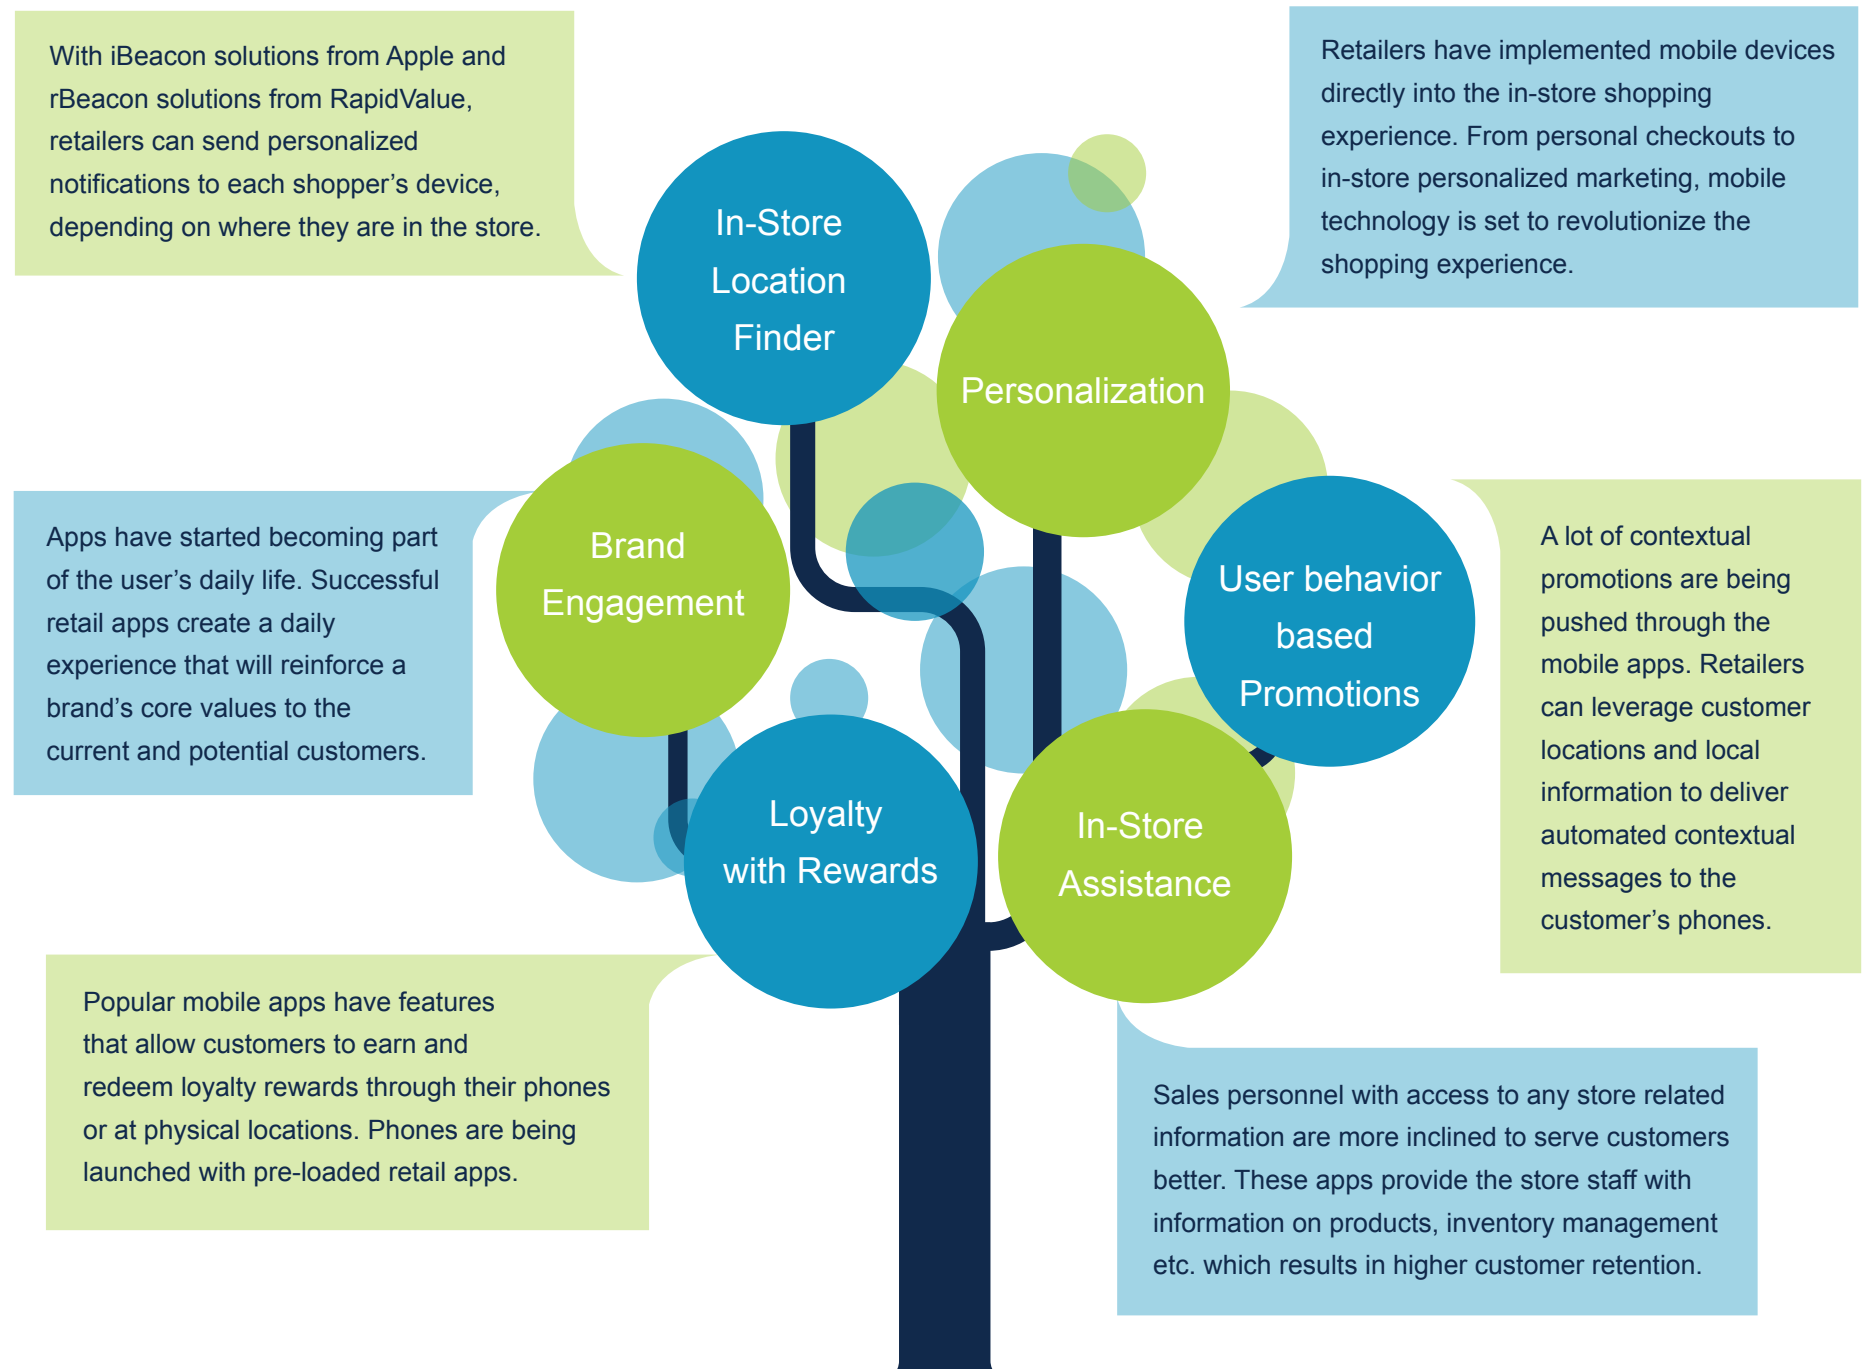 With iBeacon solutions from Apple and
rBeacon solutions from RapidValue,
retailers can send personalized
notifications to each shopper’s device,
depending on where they are in the store.
In-Store
Location
Finder
Retailers have implemented mobile devices
directly into the in-store shopping
experience. From personal checkouts to
in-store personalized marketing, mobile
technology is set to revolutionize the
shopping experience.
Personalization
Apps have started becoming part
of the user’s daily life. Successful
retail apps create a daily
experience that will reinforce a
brand’s core values to the
current and potential customers.
Brand
Engagement
User behavior
based
Promotions
A lot of contextual
promotions are being
pushed through the
mobile apps. Retailers
can leverage customer
locations and local
information to deliver
automated contextual
messages to the
customer’s phones.
Loyalty
with Rewards
In-Store
Assistance
Popular mobile apps have features
that allow customers to earn and
redeem loyalty rewards through their phones
or at physical locations. Phones are being
launched with pre-loaded retail apps.
Sales personnel with access to any store related
information are more inclined to serve customers
better. These apps provide the store staff with
information on products, inventory management
etc. which results in higher customer retention.